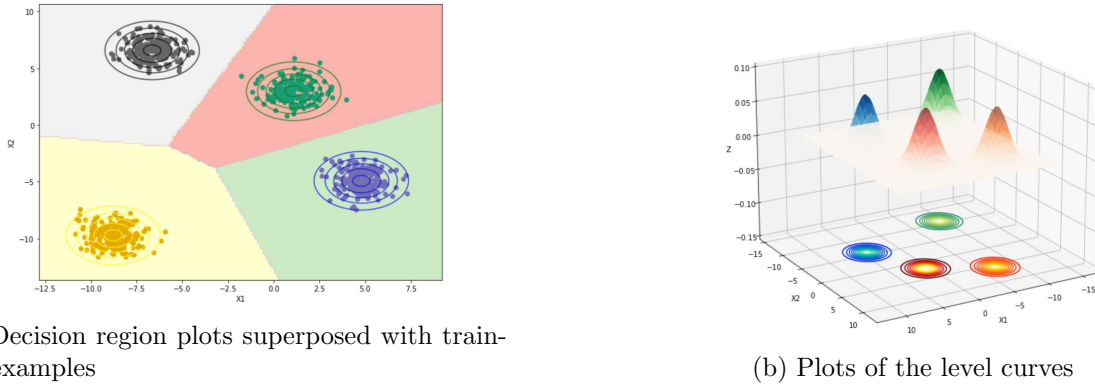 10
5
0
X2
−5
−10
−12.5 −10.0 −7.5 −5.0 −2.5 0.0 2.5 5.0 7.5
X1
Decision region plots superposed with train-
examples
0.10
0.05
0.00
Z
−0.05
−0.10
−0.15
−15
−10
−5
X2
0
5
10
10
5
0
X1
−5
−10
−15
(b) Plots of the level curves